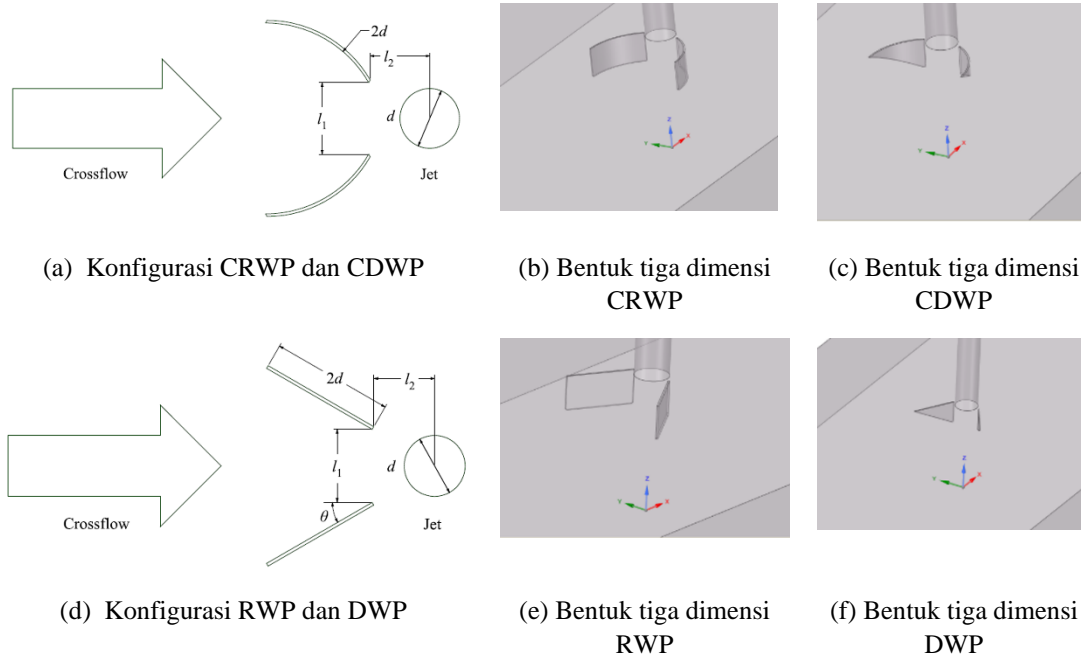 2d
l₂
l₁
d
Crossflow
Jet
Z
Y
X
Z
Y
X
(a) Konfigurasi CRWP dan CDWP
(b) Bentuk tiga dimensi
CRWP
(c) Bentuk tiga dimensi
CDWP
2d
l₂
l₁
d
θ
Crossflow
Jet
Z
Y
X
Z
Y
X
(d) Konfigurasi RWP dan DWP
(e) Bentuk tiga dimensi
RWP
(f) Bentuk tiga dimensi
DWP